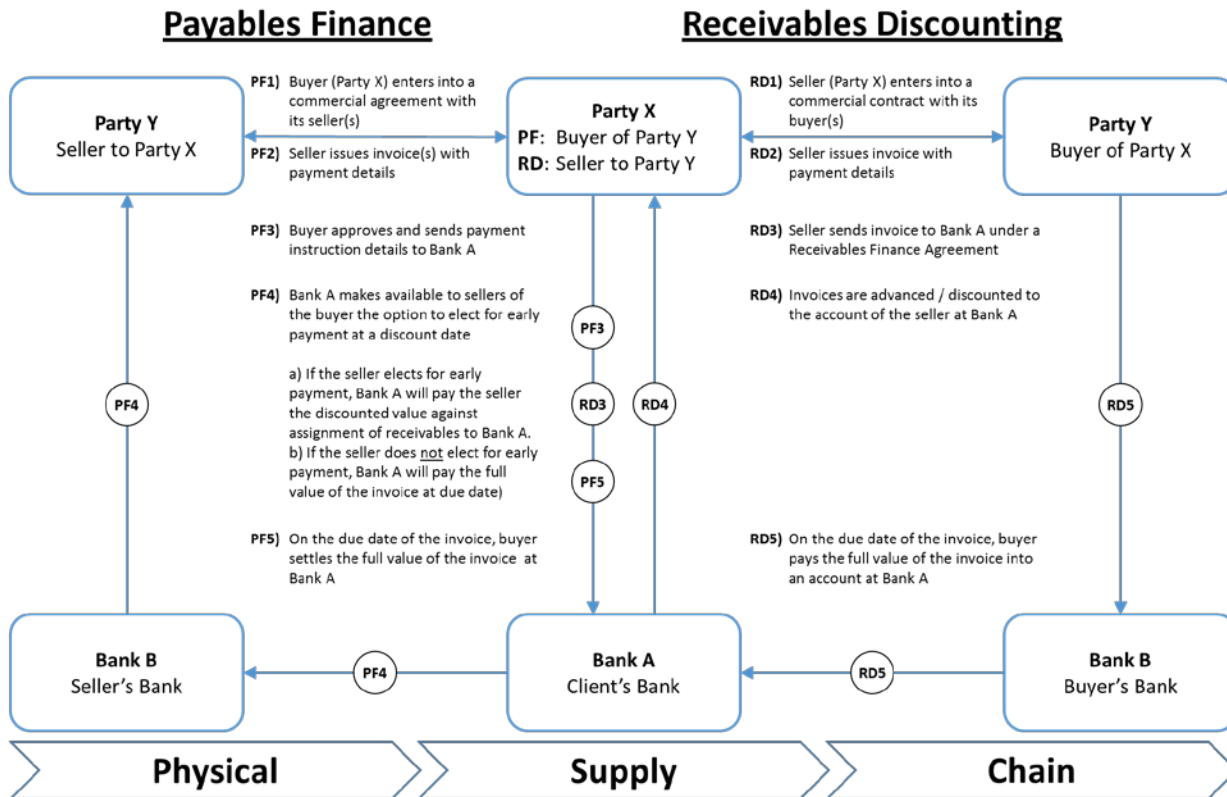 Payables Finance
Receivables Discounting
PF1) Buyer (Party X) enters into a
commercial agreement with
its seller(s)
PF2) Seller issues invoice(s) with
payment details
RD1) Seller (Party X) enters into a
commercial contract with its
buyer(s)
RD2) Seller issues invoice with
payment details
Party Y
Seller to Party X
Party X
PF: Buyer of Party Y
RD: Seller to Party Y
Party Y
Buyer of Party X
PF3) Buyer approves and sends payment
instruction details to Bank A
PF4) Bank A makes available to sellers of
the buyer the option to elect for early
payment at a discount date
a) If the seller elects for early
payment, Bank A will pay the seller
the discounted value against
assignment of receivables to Bank A.
b) If the seller does not elect for early
payment, Bank A will pay the full
value of the invoice at due date)
PF5) On the due date of the invoice, buyer
settles the full value of the invoice at
Bank A
RD3) Seller sends invoice to Bank A under a
Receivables Finance Agreement
RD4) Invoices are advanced / discounted to
the account of the seller at Bank A
RD5) On the due date of the invoice, buyer
pays the full value of the invoice into
an account at Bank A
PF4
PF3
RD3
PF5
RD4
RD5
Bank B
Seller's Bank
PF4
Bank A
Client's Bank
RD5
Bank B
Buyer's Bank
Physical
Supply
Chain